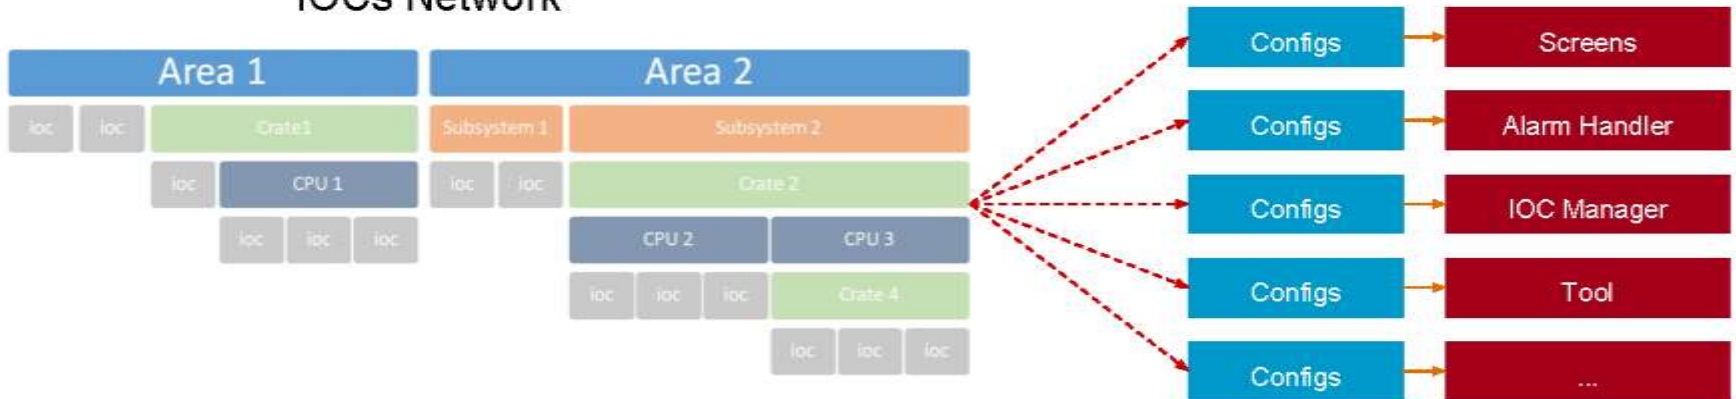 IOCs Network
Area 1
Area 2
ioc
ioc
Crate1
Subsystem 1
Subsystem 2
ioc
CPU 1
ioc
ioc
Crate 2
ioc
ioc
ioc
CPU 2
CPU 3
ioc
ioc
ioc
Crate 4
ioc
ioc
ioc
Configs
Screens
Configs
Alarm Handler
Configs
IOC Manager
Configs
Tool
Configs
...